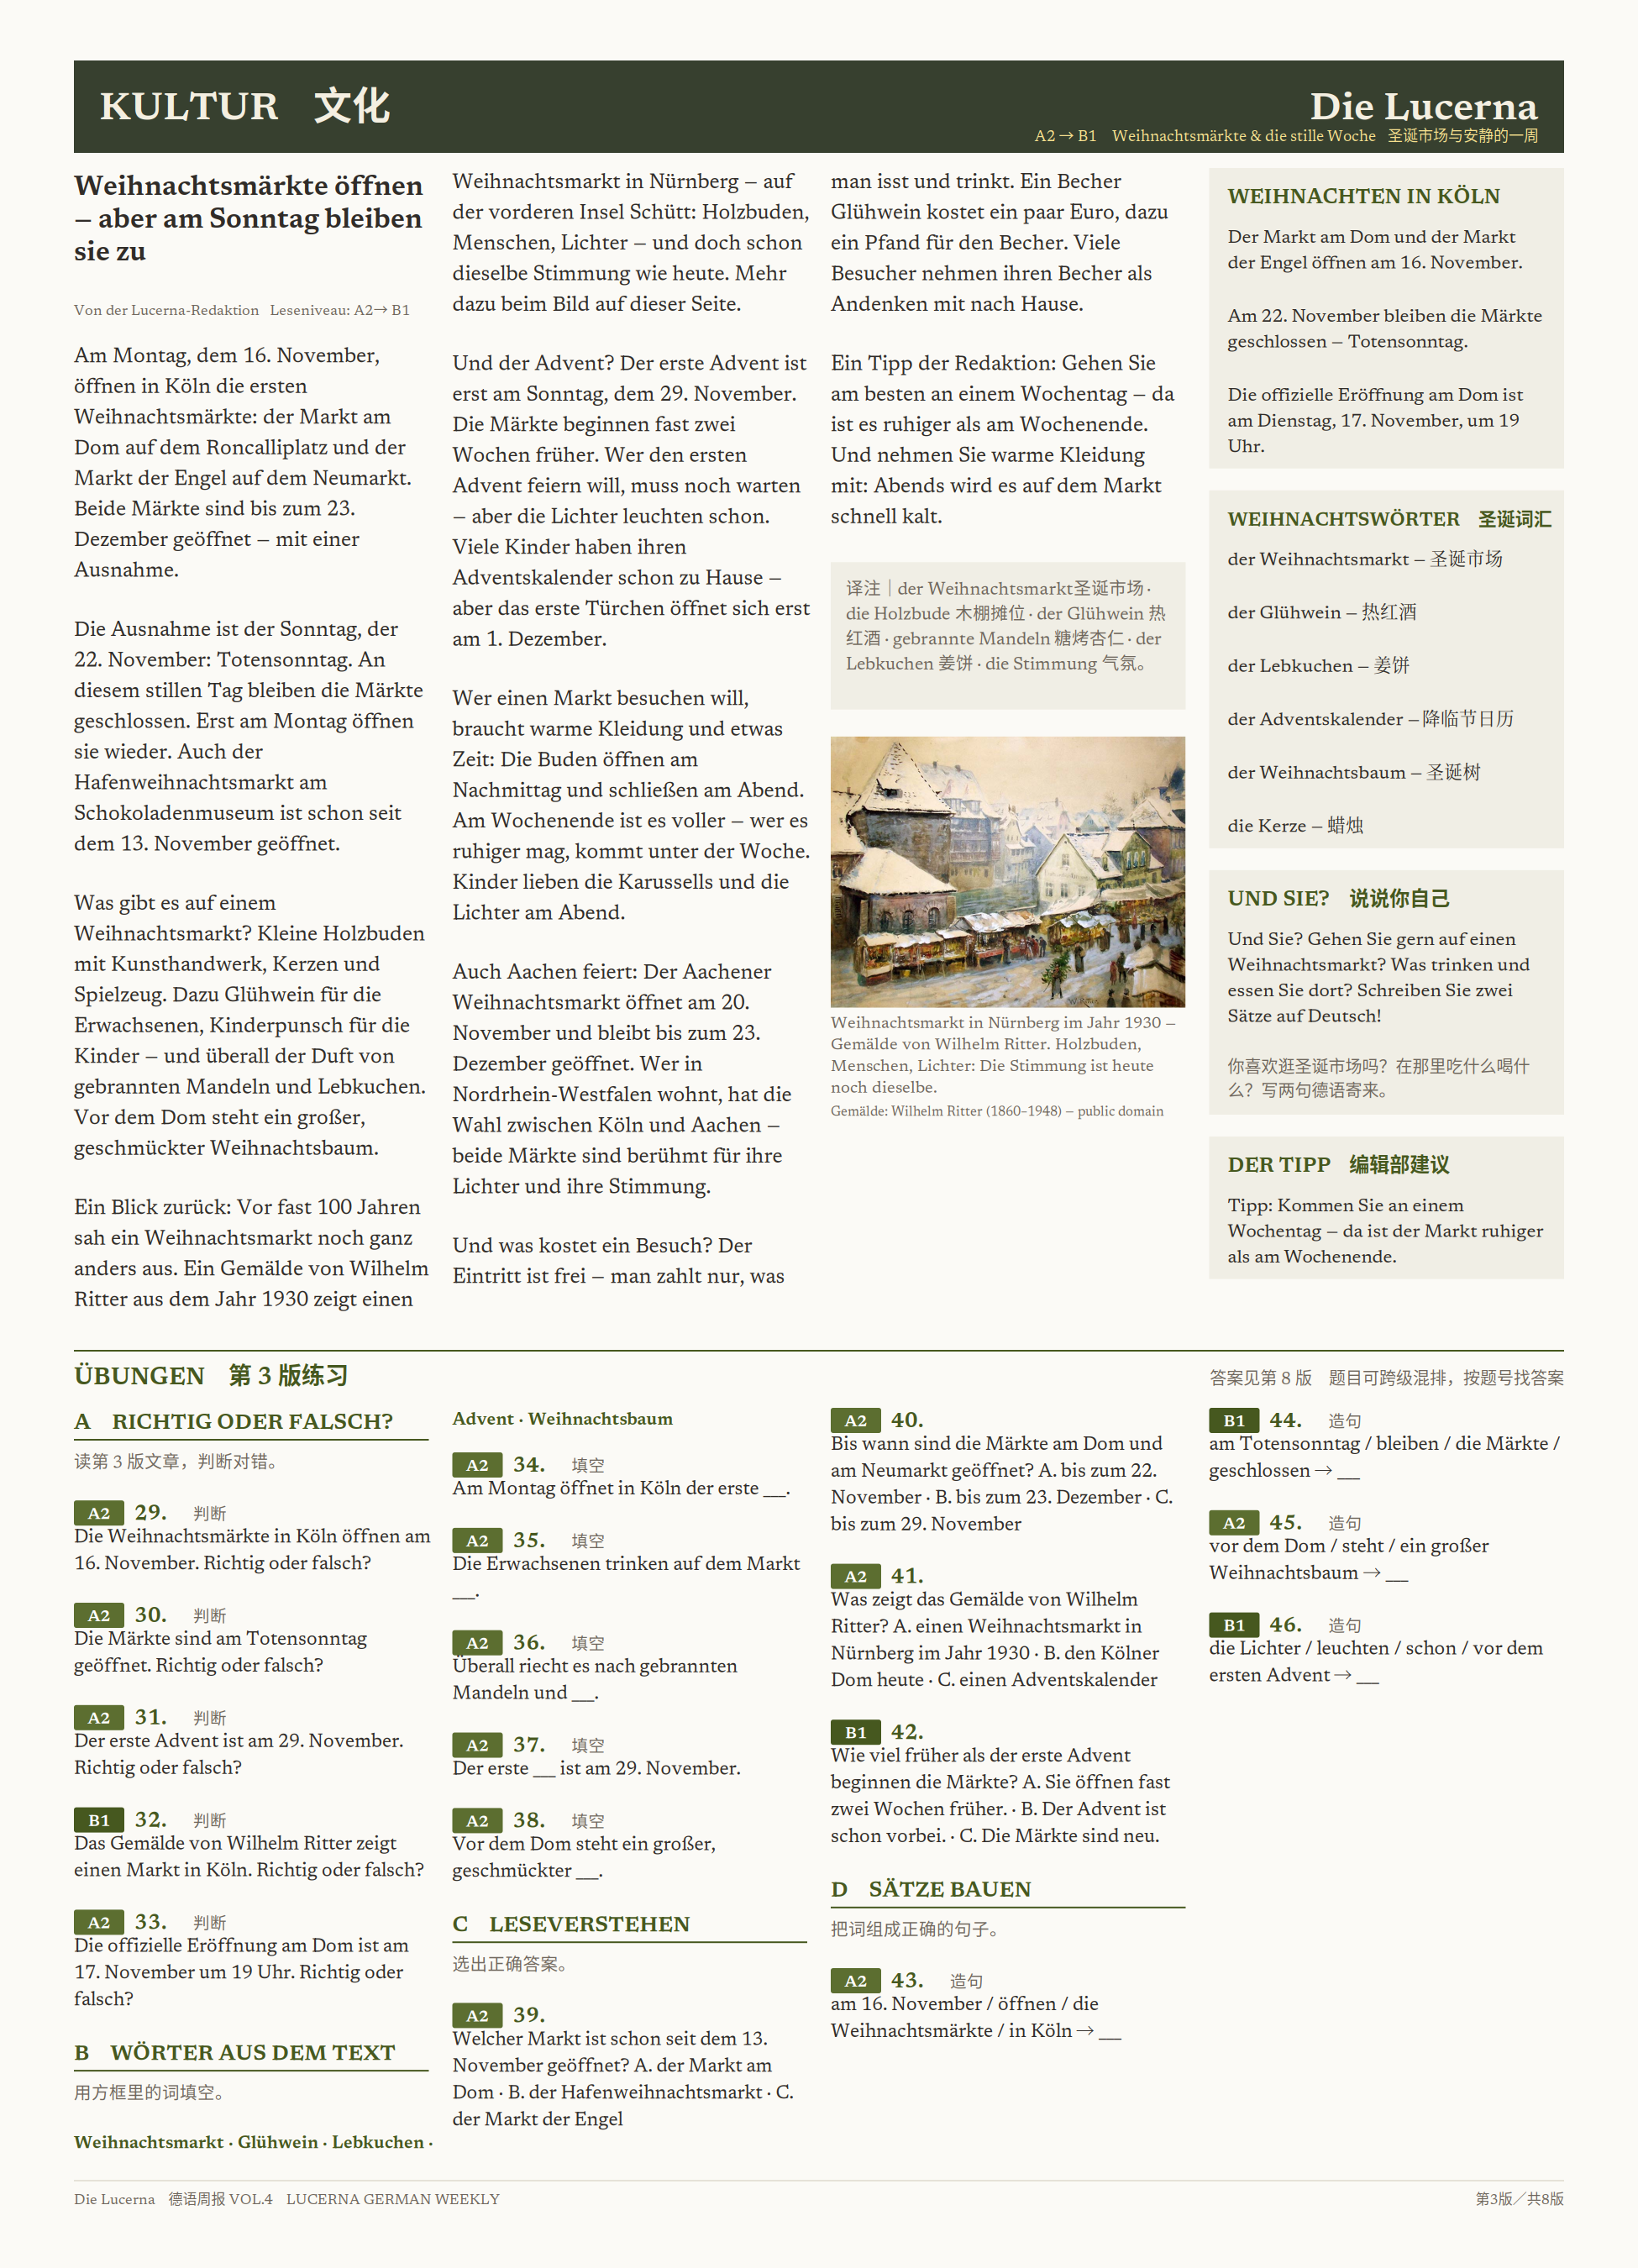 KULTUR 文化
Die Lucerna
A2 → B1 Weihnachtsmärkte & die stille Woche 圣诞市场与安静的一周
Weihnachtsmärkte öffnen
– aber am Sonntag bleiben
sie zu
Von der Lucerna-Redaktion Leseniveau: A2→ B1
Am Montag, dem 16. November,
öffnen in Köln die ersten
Weihnachtsmärkte: der Markt am
Dom auf dem Roncalliplatz und der
Markt der Engel auf dem Neumarkt.
Beide Märkte sind bis zum 23.
Dezember geöffnet – mit einer
Ausnahme.
Die Ausnahme ist der Sonntag, der
22. November: Totensonntag. An
diesem stillen Tag bleiben die Märkte
geschlossen. Erst am Montag öffnen
sie wieder. Auch der
Hafenweihnachtsmarkt am
Schokoladenmuseum ist schon seit
dem 13. November geöffnet.
Was gibt es auf einem
Weihnachtsmarkt? Kleine Holzbuden
mit Kunsthandwerk, Kerzen und
Spielzeug. Dazu Glühwein für die
Erwachsenen, Kinderpunsch für die
Kinder – und überall der Duft von
gebrannten Mandeln und Lebkuchen.
Vor dem Dom steht ein großer,
geschmückter Weihnachtsbaum.
Ein Blick zurück: Vor fast 100 Jahren
sah ein Weihnachtsmarkt noch ganz
anders aus. Ein Gemälde von Wilhelm
Ritter aus dem Jahr 1930 zeigt einen
Weihnachtsmarkt in Nürnberg – auf
der vorderen Insel Schütt: Holzbuden,
Menschen, Lichter – und doch schon
dieselbe Stimmung wie heute. Mehr
dazu beim Bild auf dieser Seite.
Und der Advent? Der erste Advent ist
erst am Sonntag, dem 29. November.
Die Märkte beginnen fast zwei
Wochen früher. Wer den ersten
Advent feiern will, muss noch warten
– aber die Lichter leuchten schon.
Viele Kinder haben ihren
Adventskalender schon zu Hause –
aber das erste Türchen öffnet sich erst
am 1. Dezember.
Wer einen Markt besuchen will,
braucht warme Kleidung und etwas
Zeit: Die Buden öffnen am
Nachmittag und schließen am Abend.
Am Wochenende ist es voller – wer es
ruhiger mag, kommt unter der Woche.
Kinder lieben die Karussells und die
Lichter am Abend.
Auch Aachen feiert: Der Aachener
Weihnachtsmarkt öffnet am 20.
November und bleibt bis zum 23.
Dezember geöffnet. Wer in
Nordrhein-Westfalen wohnt, hat die
Wahl zwischen Köln und Aachen –
beide Märkte sind berühmt für ihre
Lichter und ihre Stimmung.
Und was kostet ein Besuch? Der
Eintritt ist frei – man zahlt nur, was
man isst und trinkt. Ein Becher
Glühwein kostet ein paar Euro, dazu
ein Pfand für den Becher. Viele
Besucher nehmen ihren Becher als
Andenken mit nach Hause.
Ein Tipp der Redaktion: Gehen Sie
am besten an einem Wochentag – da
ist es ruhiger als am Wochenende.
Und nehmen Sie warme Kleidung
mit: Abends wird es auf dem Markt
schnell kalt.
译注｜der Weihnachtsmarkt圣诞市场 ·
die Holzbude 木棚摊位 · der Glühwein 热
红酒 · gebrannte Mandeln 糖烤杏仁 · der
Lebkuchen 姜饼 · die Stimmung 气氛。
W. Ritter
Weihnachtsmarkt in Nürnberg im Jahr 1930 –
Gemälde von Wilhelm Ritter. Holzbuden,
Menschen, Lichter: Die Stimmung ist heute
noch dieselbe.
Gemälde: Wilhelm Ritter (1860–1948) – public domain
WEIHNACHTEN IN KÖLN
Der Markt am Dom und der Markt
der Engel öffnen am 16. November.
Am 22. November bleiben die Märkte
geschlossen – Totensonntag.
Die offizielle Eröffnung am Dom ist
am Dienstag, 17. November, um 19
Uhr.
WEIHNACHTSWÖRTER 圣诞词汇
der Weihnachtsmarkt – 圣诞市场
der Glühwein – 热红酒
der Lebkuchen – 姜饼
der Adventskalender – 降临节日历
der Weihnachtsbaum – 圣诞树
die Kerze – 蜡烛
UND SIE? 说说你自己
Und Sie? Gehen Sie gern auf einen
Weihnachtsmarkt? Was trinken und
essen Sie dort? Schreiben Sie zwei
Sätze auf Deutsch!
你喜欢逛圣诞市场吗？在那里吃什么喝什
么？写两句德语寄来。
DER TIPP 编辑部建议
Tipp: Kommen Sie an einem
Wochentag – da ist der Markt ruhiger
als am Wochenende.
ÜBUNGEN 第 3 版练习
答案见第 8 版 题目可跨级混排，按题号找答案
A RICHTIG ODER FALSCH?
读第 3 版文章，判断对错。
A2 29. 判断
Die Weihnachtsmärkte in Köln öffnen am
16. November. Richtig oder falsch?
A2 30. 判断
Die Märkte sind am Totensonntag
geöffnet. Richtig oder falsch?
A2 31. 判断
Der erste Advent ist am 29. November.
Richtig oder falsch?
B1 32. 判断
Das Gemälde von Wilhelm Ritter zeigt
einen Markt in Köln. Richtig oder falsch?
A2 33. 判断
Die offizielle Eröffnung am Dom ist am
17. November um 19 Uhr. Richtig oder
falsch?
B WÖRTER AUS DEM TEXT
用方框里的词填空。
Weihnachtsmarkt · Glühwein · Lebkuchen ·
Advent · Weihnachtsbaum
A2 34. 填空
Am Montag öffnet in Köln der erste ___.
A2 35. 填空
Die Erwachsenen trinken auf dem Markt
___.
A2 36. 填空
Überall riecht es nach gebrannten
Mandeln und ___.
A2 37. 填空
Der erste ___ ist am 29. November.
A2 38. 填空
Vor dem Dom steht ein großer,
geschmückter ___.
C LESEVERSTEHEN
选出正确答案。
A2 39.
Welcher Markt ist schon seit dem 13.
November geöffnet? A. der Markt am
Dom · B. der Hafenweihnachtsmarkt · C.
der Markt der Engel
A2 40.
Bis wann sind die Märkte am Dom und
am Neumarkt geöffnet? A. bis zum 22.
November · B. bis zum 23. Dezember · C.
bis zum 29. November
A2 41.
Was zeigt das Gemälde von Wilhelm
Ritter? A. einen Weihnachtsmarkt in
Nürnberg im Jahr 1930 · B. den Kölner
Dom heute · C. einen Adventskalender
B1 42.
Wie viel früher als der erste Advent
beginnen die Märkte? A. Sie öffnen fast
zwei Wochen früher. · B. Der Advent ist
schon vorbei. · C. Die Märkte sind neu.
D SÄTZE BAUEN
把词组成正确的句子。
A2 43. 造句
am 16. November / öffnen / die
Weihnachtsmärkte / in Köln → ___
B1 44. 造句
am Totensonntag / bleiben / die Märkte /
geschlossen → ___
A2 45. 造句
vor dem Dom / steht / ein großer
Weihnachtsbaum → ___
B1 46. 造句
die Lichter / leuchten / schon / vor dem
ersten Advent → ___
Die Lucerna 德语周报 VOL.4 LUCERNA GERMAN WEEKLY
第3版／共8版